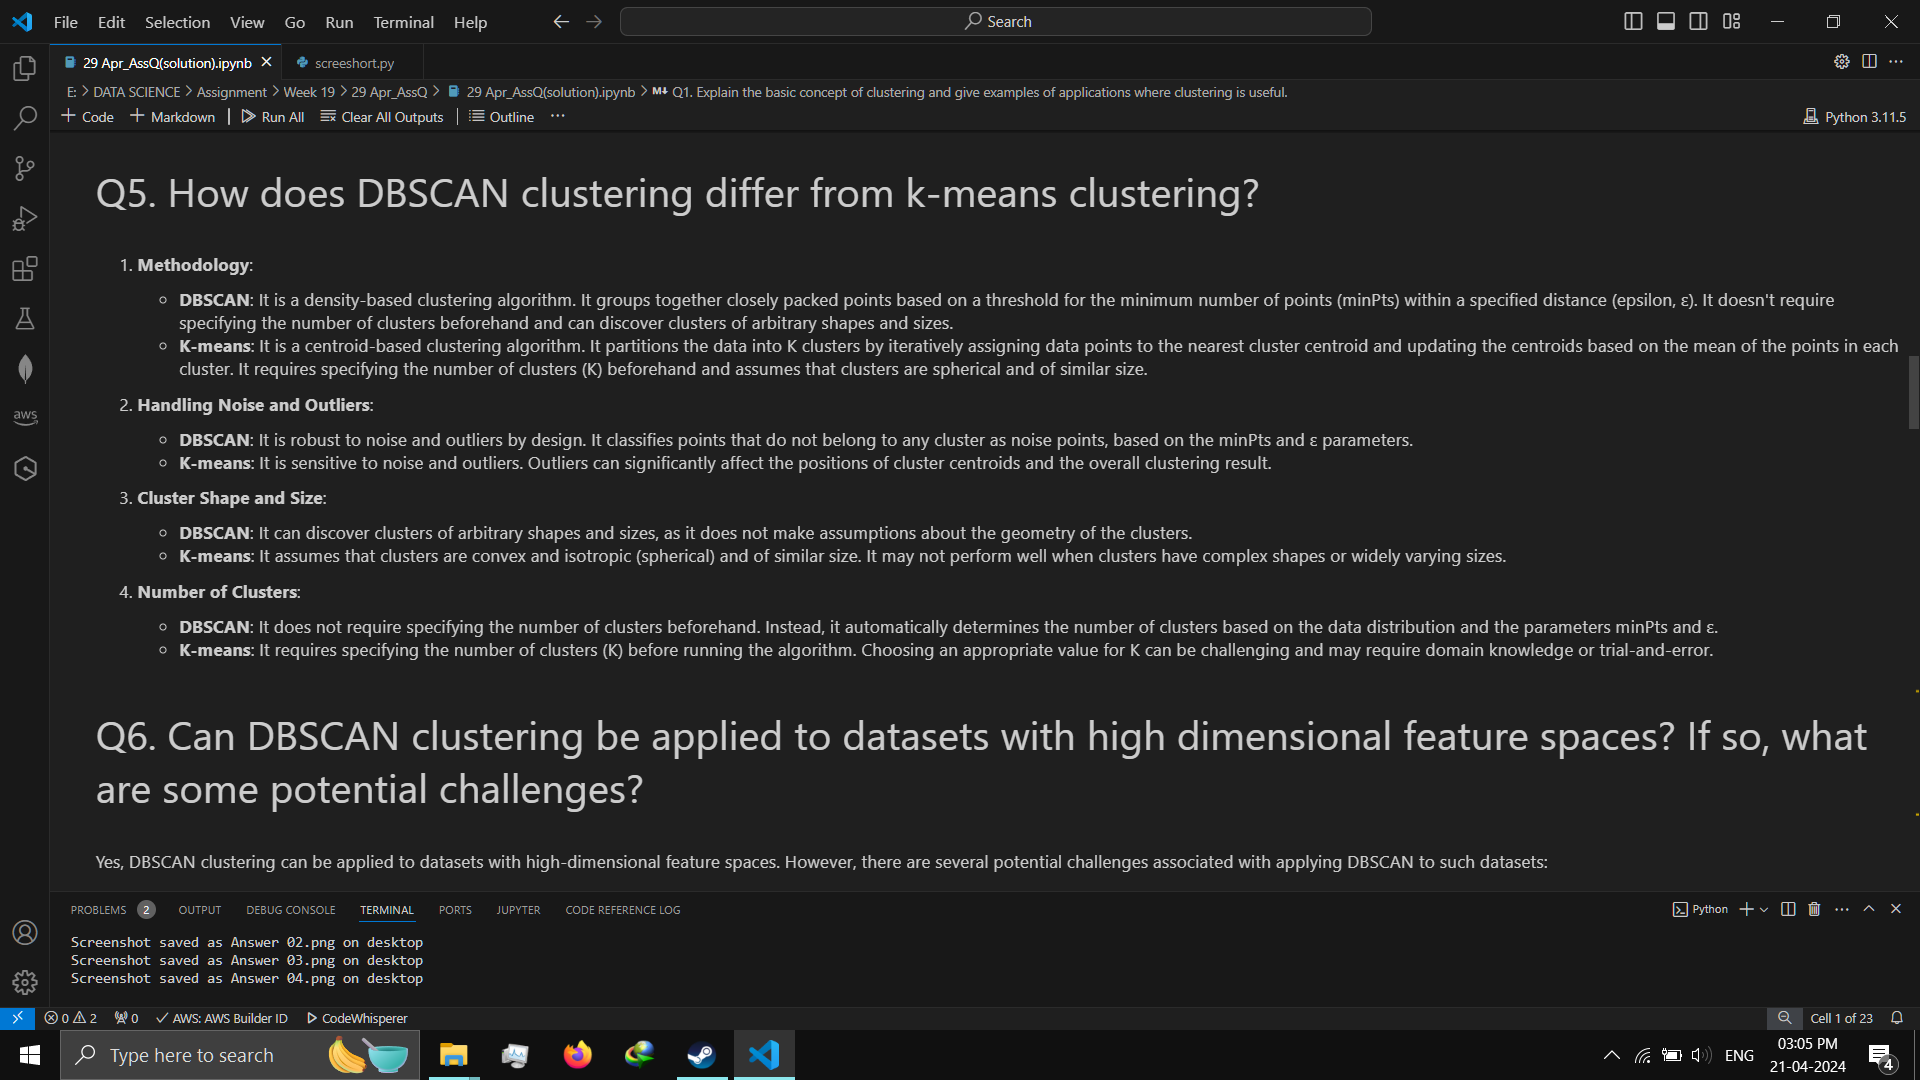 File Edit Selection View Go Run Terminal Help
Search
29 Apr_AssQ(solution).ipynb
screeshort.py
E: > DATA SCIENCE > Assignment > Week 19 > 29 Apr_AssQ > 29 Apr_AssQ(solution).ipynb > M↓ Q1. Explain the basic concept of clustering and give examples of applications where clustering is useful.
+ Code + Markdown | Run All Clear All Outputs | Outline ···
Python 3.11.5
aws
Q5. How does DBSCAN clustering differ from k-means clustering?
1. Methodology:
DBSCAN: It is a density-based clustering algorithm. It groups together closely packed points based on a threshold for the minimum number of points (minPts) within a specified distance (epsilon, ε). It doesn't require
specifying the number of clusters beforehand and can discover clusters of arbitrary shapes and sizes.
K-means: It is a centroid-based clustering algorithm. It partitions the data into K clusters by iteratively assigning data points to the nearest cluster centroid and updating the centroids based on the mean of the points in each
cluster. It requires specifying the number of clusters (K) beforehand and assumes that clusters are spherical and of similar size.
2. Handling Noise and Outliers:
DBSCAN: It is robust to noise and outliers by design. It classifies points that do not belong to any cluster as noise points, based on the minPts and ε parameters.
K-means: It is sensitive to noise and outliers. Outliers can significantly affect the positions of cluster centroids and the overall clustering result.
3. Cluster Shape and Size:
DBSCAN: It can discover clusters of arbitrary shapes and sizes, as it does not make assumptions about the geometry of the clusters.
K-means: It assumes that clusters are convex and isotropic (spherical) and of similar size. It may not perform well when clusters have complex shapes or widely varying sizes.
4. Number of Clusters:
DBSCAN: It does not require specifying the number of clusters beforehand. Instead, it automatically determines the number of clusters based on the data distribution and the parameters minPts and ε.
K-means: It requires specifying the number of clusters (K) before running the algorithm. Choosing an appropriate value for K can be challenging and may require domain knowledge or trial-and-error.
Q6. Can DBSCAN clustering be applied to datasets with high dimensional feature spaces? If so, what
are some potential challenges?
Yes, DBSCAN clustering can be applied to datasets with high-dimensional feature spaces. However, there are several potential challenges associated with applying DBSCAN to such datasets:
PROBLEMS 2 OUTPUT DEBUG CONSOLE TERMINAL PORTS JUPYTER CODE REFERENCE LOG
Python
Screenshot saved as Answer 02.png on desktop
Screenshot saved as Answer 03.png on desktop
Screenshot saved as Answer 04.png on desktop
0 2 0 AWS: AWS Builder ID CodeWhisperer
Cell 1 of 23
Type here to search
ENG
03:05 PM
21-04-2024
4